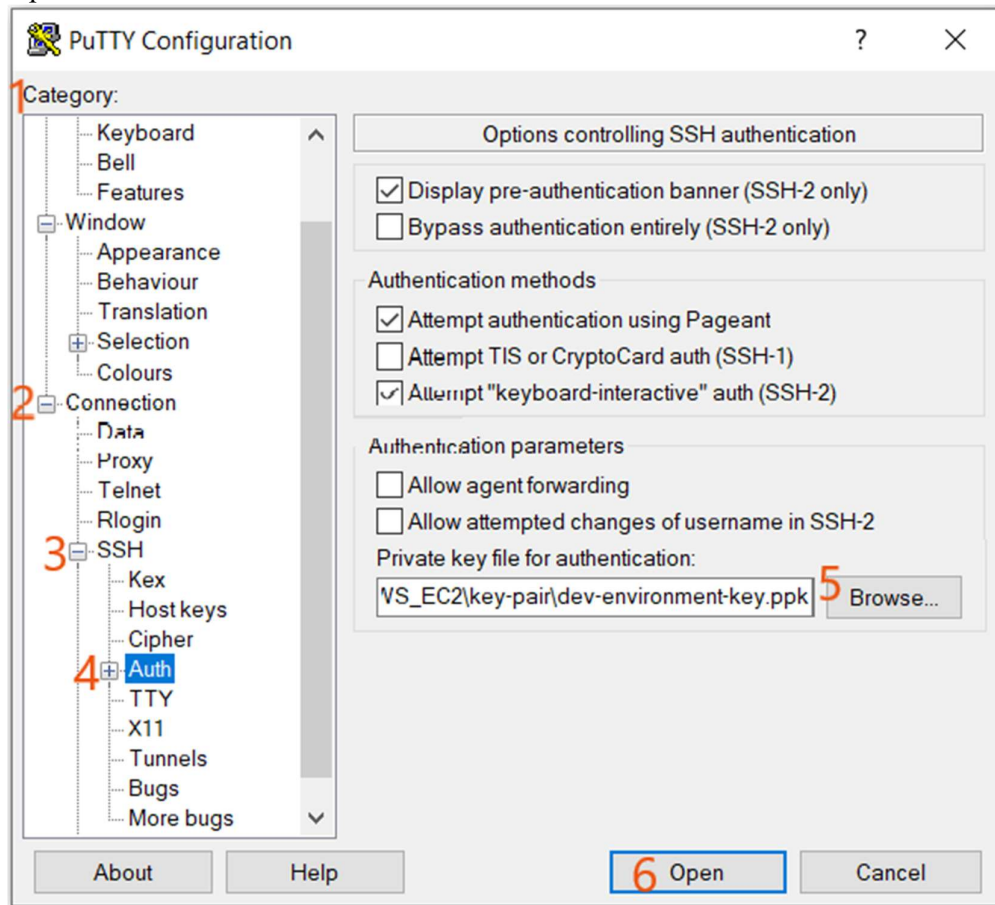 PuTTY Configuration ? ×
1 Category:
Keyboard
Bell
Features
Window
Appearance
Behaviour
Translation
Selection
Colours
2 Connection
Data
Proxy
Telnet
Rlogin
3 SSH
Kex
Host keys
Cipher
4 Auth
TTY
X11
Tunnels
Bugs
More bugs
Options controlling SSH authentication
Display pre-authentication banner (SSH-2 only)
Bypass authentication entirely (SSH-2 only)
Authentication methods
Attempt authentication using Pageant
Attempt TIS or CryptoCard auth (SSH-1)
Attempt "keyboard-interactive" auth (SSH-2)
Authentication parameters
Allow agent forwarding
Allow attempted changes of username in SSH-2
Private key file for authentication:
WS_EC2\key-pair\dev-environment-key.ppk 5 Browse...
About Help 6 Open Cancel